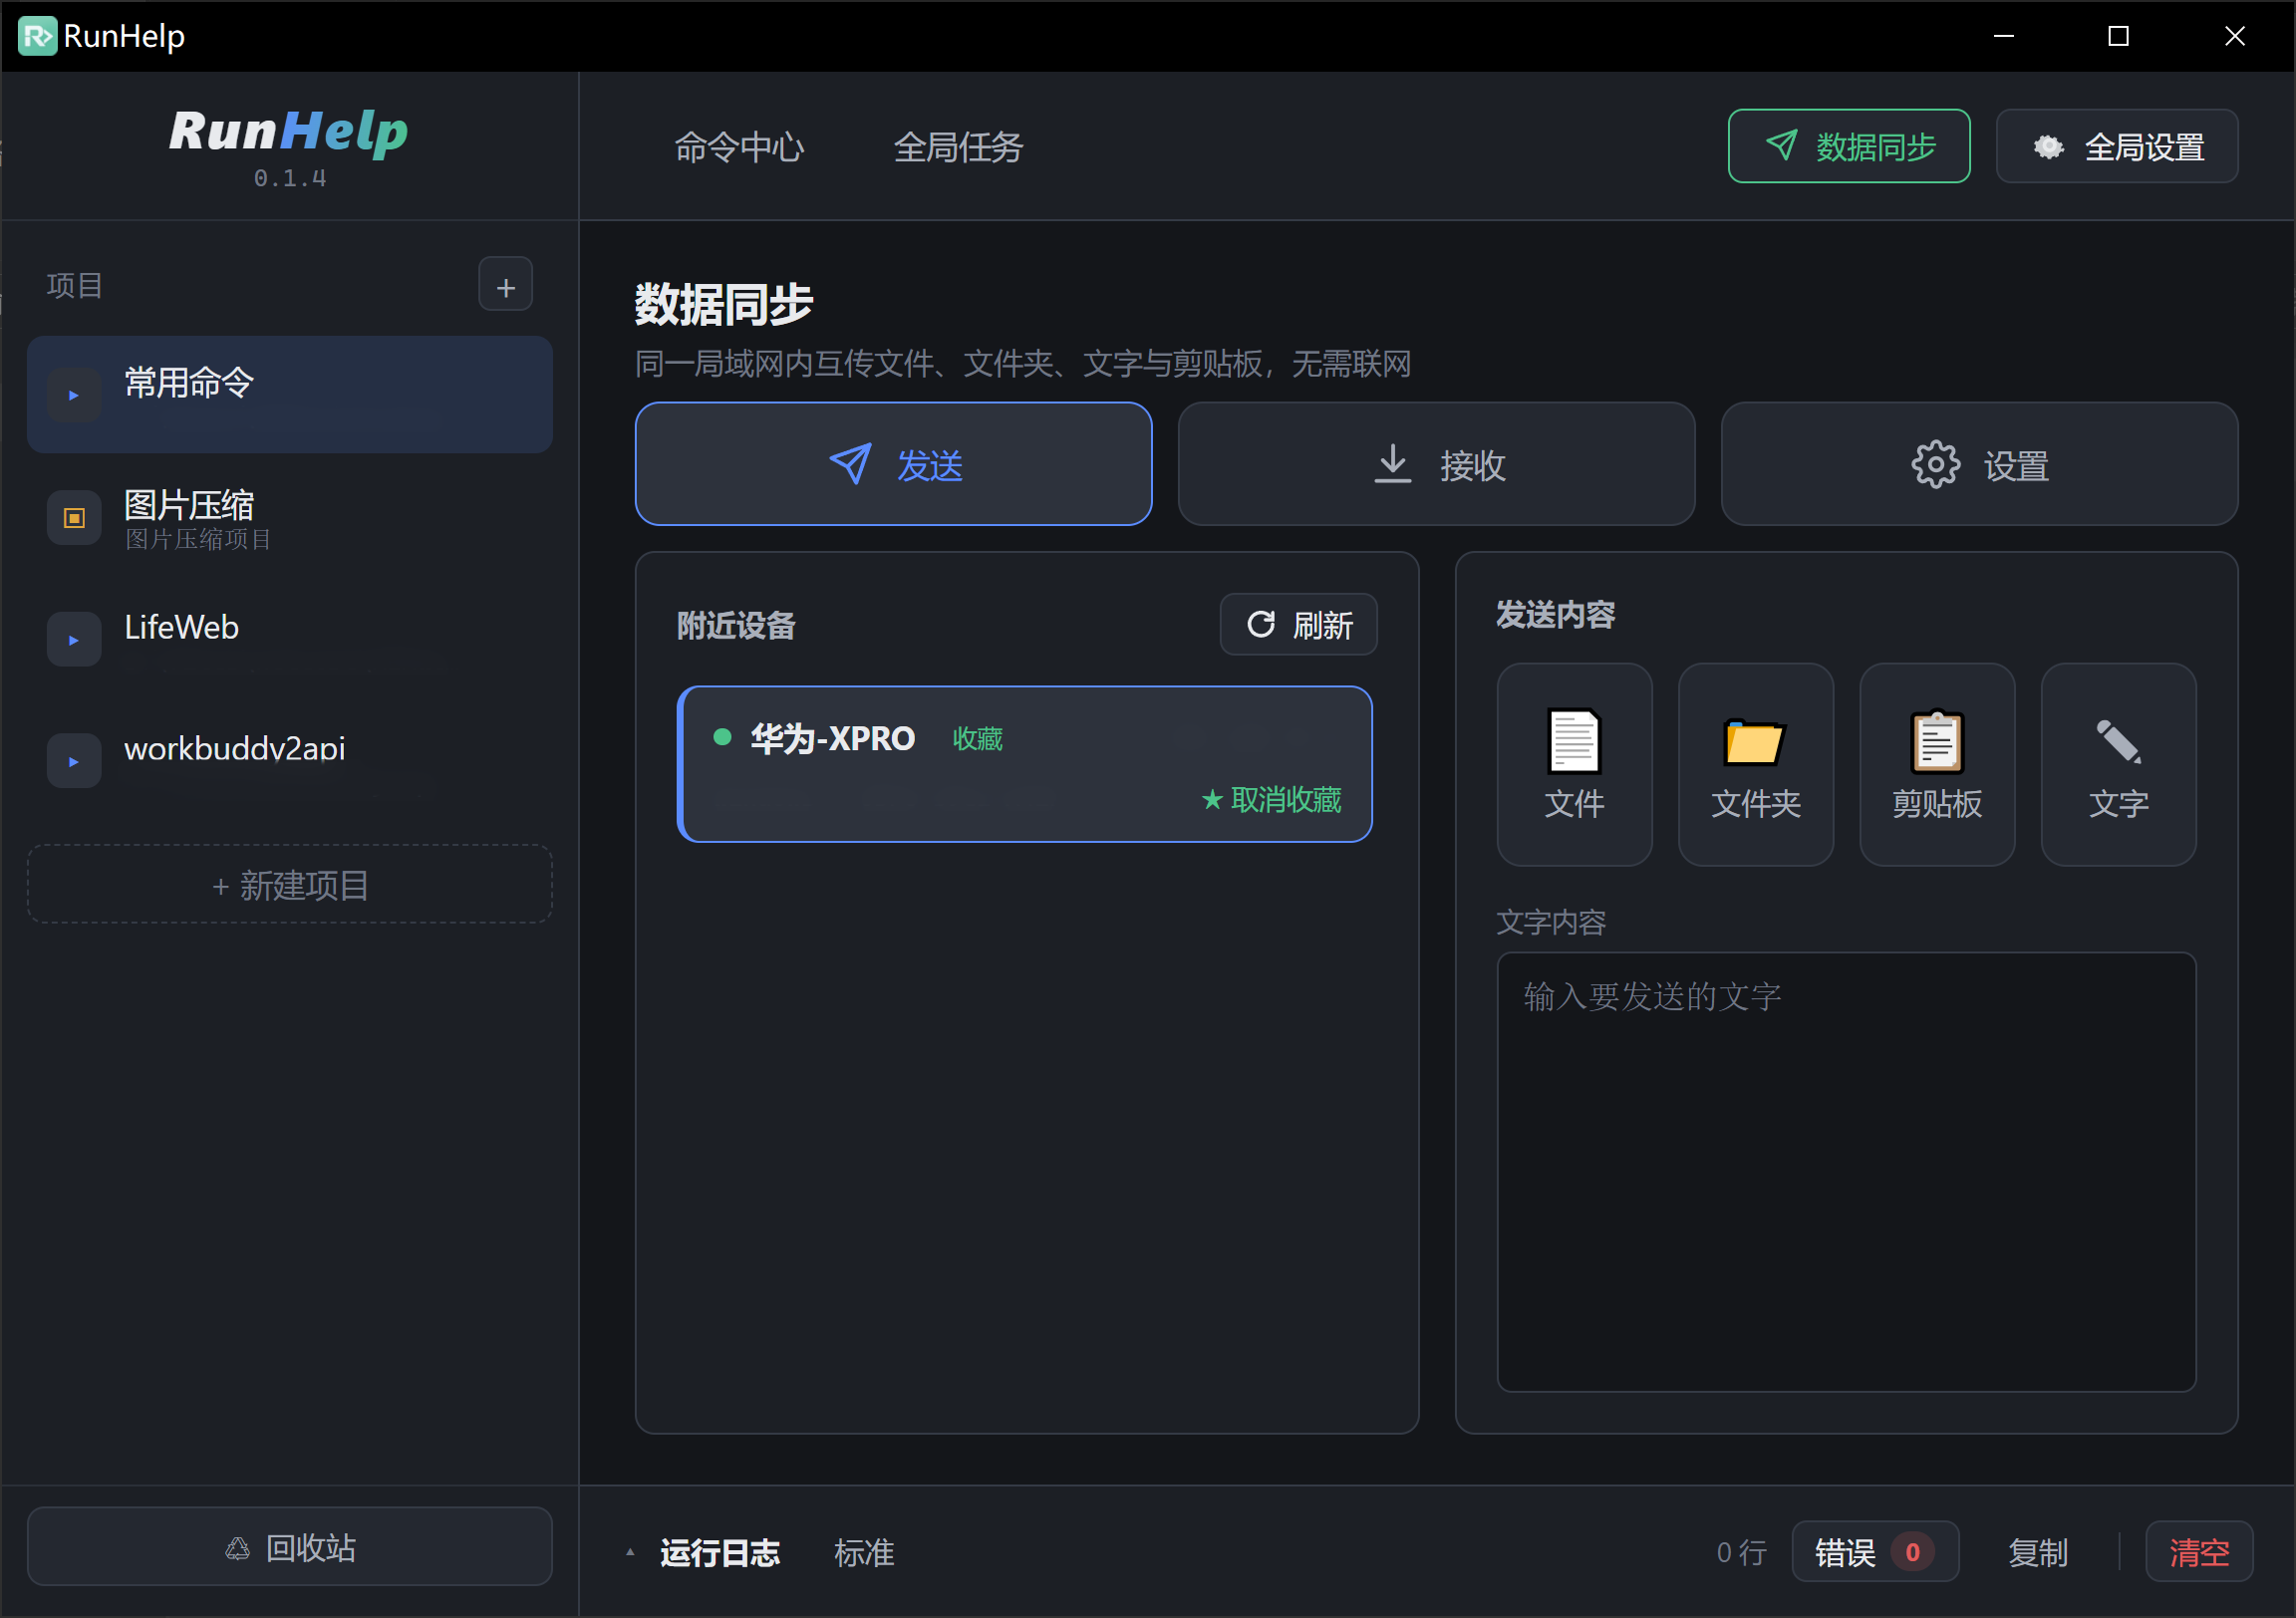 RunHelp
RunHelp
0.1.4
命令中心
全局任务
数据同步
全局设置
项目
+
常用命令
图片压缩
图片压缩项目
LifeWeb
workbuddy2api
+ 新建项目
回收站
数据同步
同一局域网内互传文件、文件夹、文字与剪贴板，无需联网
发送
接收
设置
附近设备
刷新
华为-XPRO 收藏
★ 取消收藏
发送内容
文件
文件夹
剪贴板
文字
文字内容
输入要发送的文字
运行日志
标准
0 行
错误 0
复制
清空